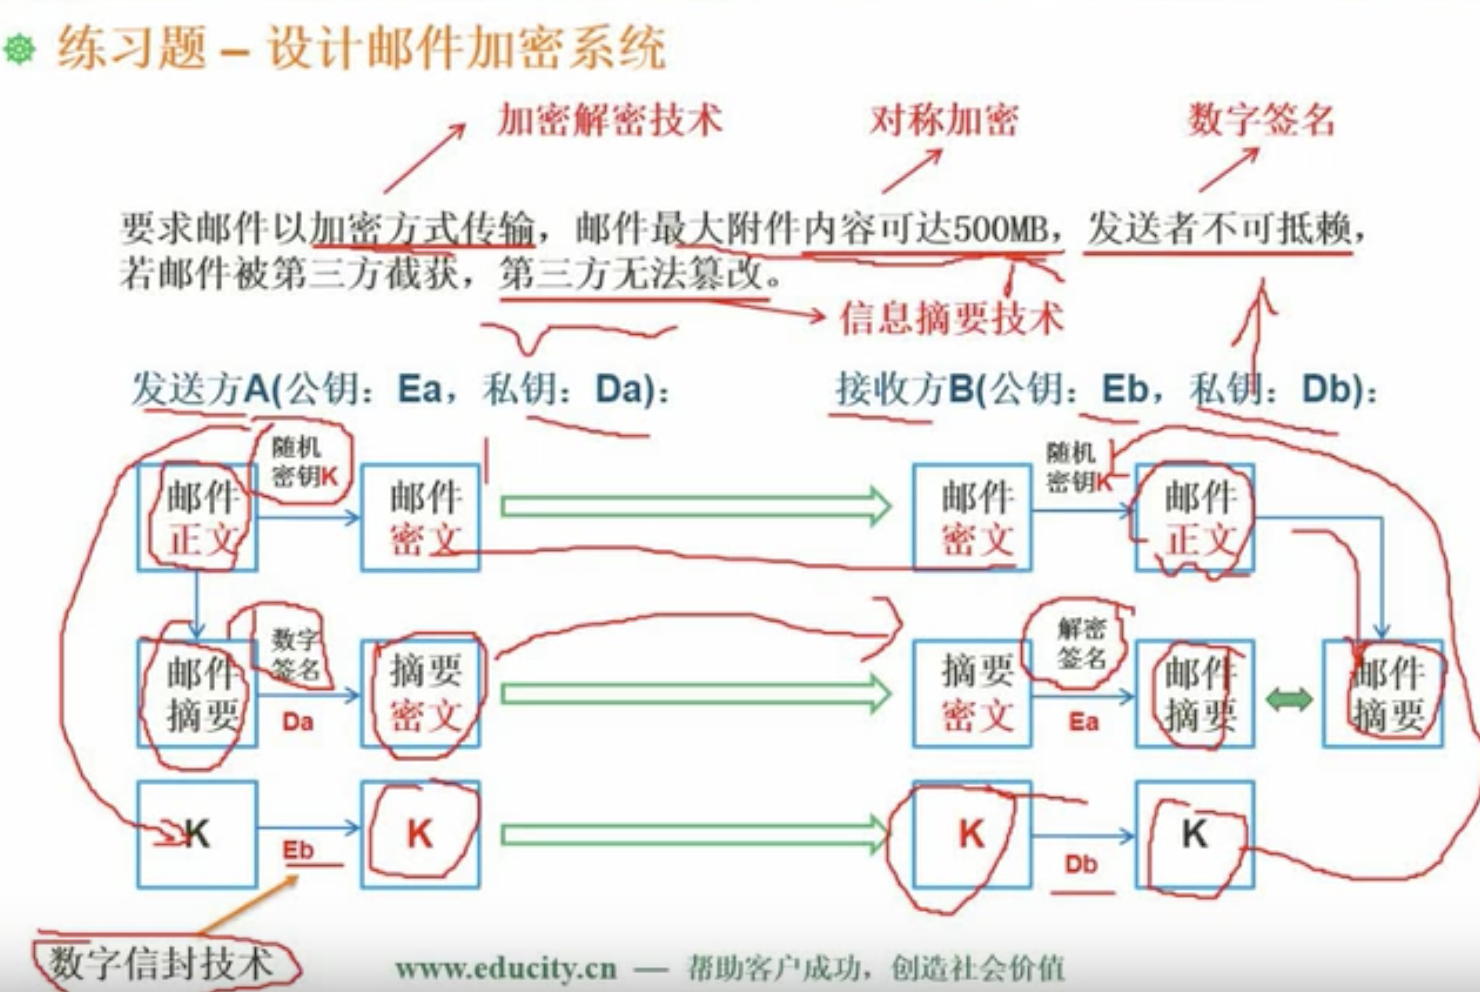 练习题 – 设计邮件加密系统
加密解密技术
对称加密
数字签名
要求邮件以加密方式传输，邮件最大附件内容可达500MB，发送者不可抵赖，
若邮件被第三方截获，第三方无法篡改。
信息摘要技术
发送方A(公钥：Ea，私钥：Da)：
接收方B(公钥：Eb，私钥：Db)：
邮件
正文
随机
密钥K
邮件
密文
邮件
密文
随机
密钥K
邮件
正文
邮件
摘要
数字
签名
Da
摘要
密文
摘要
密文
解密
签名
Ea
邮件
摘要
邮件
摘要
K
Eb
K
K
Db
K
数字信封技术
www.educity.cn — 帮助客户成功，创造社会价值